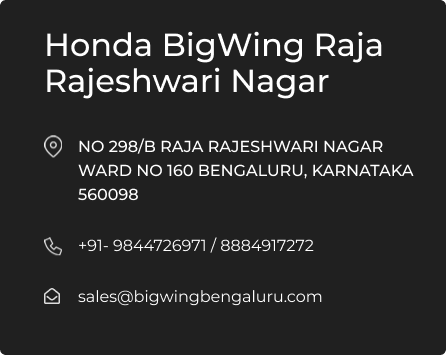 Honda BigWing Raja
Rajeshwari Nagar
NO 298/B RAJA RAJESHWARI NAGAR
WARD NO 160 BENGALURU, KARNATAKA
560098
+91- 9844726971 / 8884917272
sales@bigwingbengaluru.com